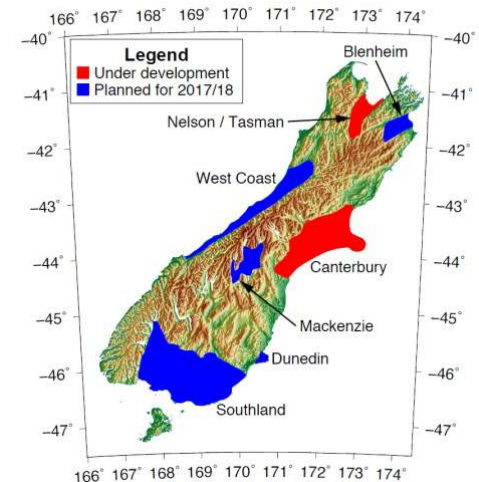 166° 167° 168° 169° 170° 171° 172° 173° 174°
−40° −40°
Legend
Under development
Planned for 2017/18
Blenheim
−41° −41°
Nelson / Tasman
−42° −42°
West Coast
−43° −43°
−44° −44°
Canterbury
−45° −45°
Mackenzie
Dunedin
−46° −46°
Southland
−47° −47°
166° 167° 168° 169° 170° 171° 172° 173° 174°